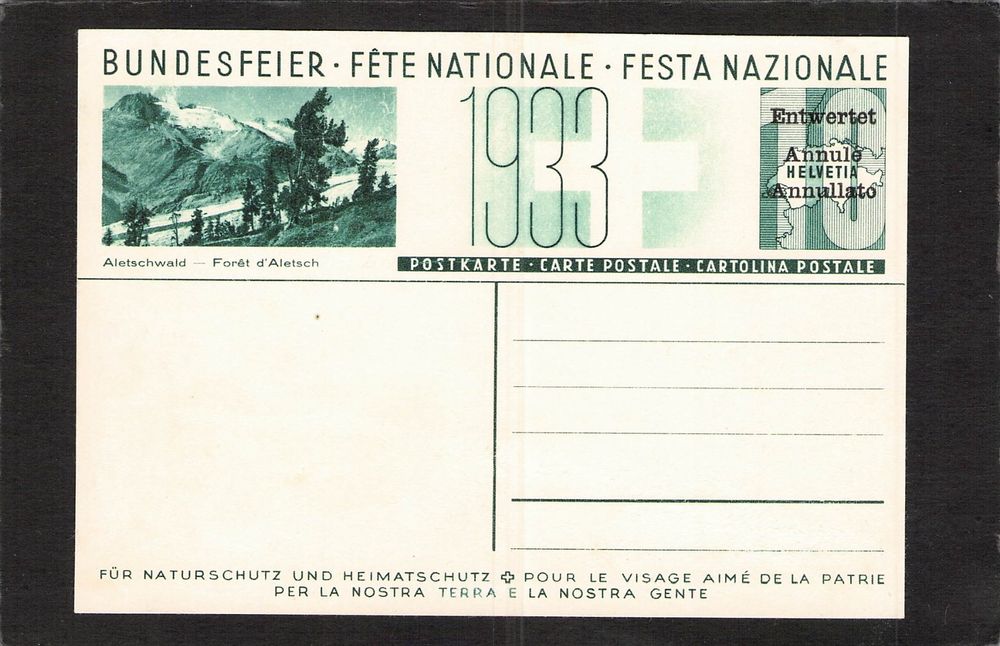 BUNDESFEIER · FÊTE NATIONALE · FESTA NAZIONALE
1933
10
Entwertet
Annulé
HELVETIA
Annullato
Aletschwald — Forêt d'Aletsch
POSTKARTE · CARTE POSTALE · CARTOLINA POSTALE
FÜR NATURSCHUTZ UND HEIMATSCHUTZ ✚ POUR LE VISAGE AIMÉ DE LA PATRIE
PER LA NOSTRA TERRA E LA NOSTRA GENTE